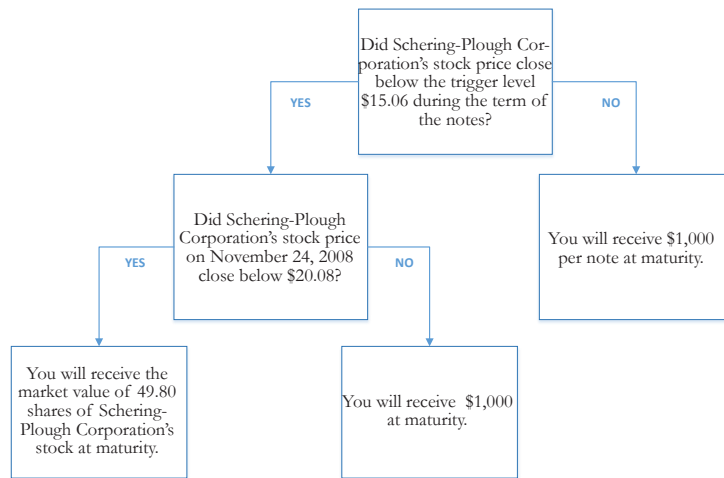 Did Schering-Plough Cor-
poration's stock price close
below the trigger level
$15.06 during the term of
the notes?
YES
NO
Did Schering-Plough
Corporation's stock price
on November 24, 2008
close below $20.08?
You will receive $1,000
per note at maturity.
YES
NO
You will receive the
market value of 49.80
shares of Schering-
Plough Corporation's
stock at maturity.
You will receive $1,000
at maturity.